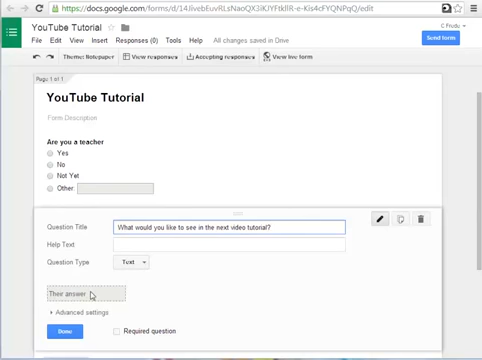 https://docs.google.com/forms/d/14JivebEuvRLsNaoQX3iKJYFtkllR-e-Kis4cFYQNPqQ/edit
YouTube Tutorial
C Frudu
File Edit View Insert Responses (0) Tools Help All changes saved in Drive
Send form
Theme: Notepaper View responses Accepting responses View live form
Page 1 of 1
YouTube Tutorial
Form Description
Are you a teacher
Yes
No
Not Yet
Other:
Question Title What would you like to see in the next video tutorial?
Help Text
Question Type Text
Their answer
Advanced settings
Done Required question